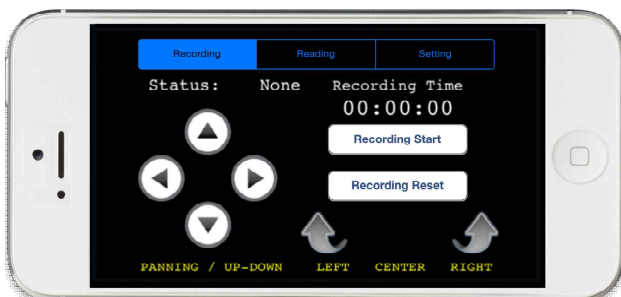 Recording Reading Setting
Status: None Recording Time
00:00:00
Recording Start
Recording Reset
PANNING / UP-DOWN LEFT CENTER RIGHT